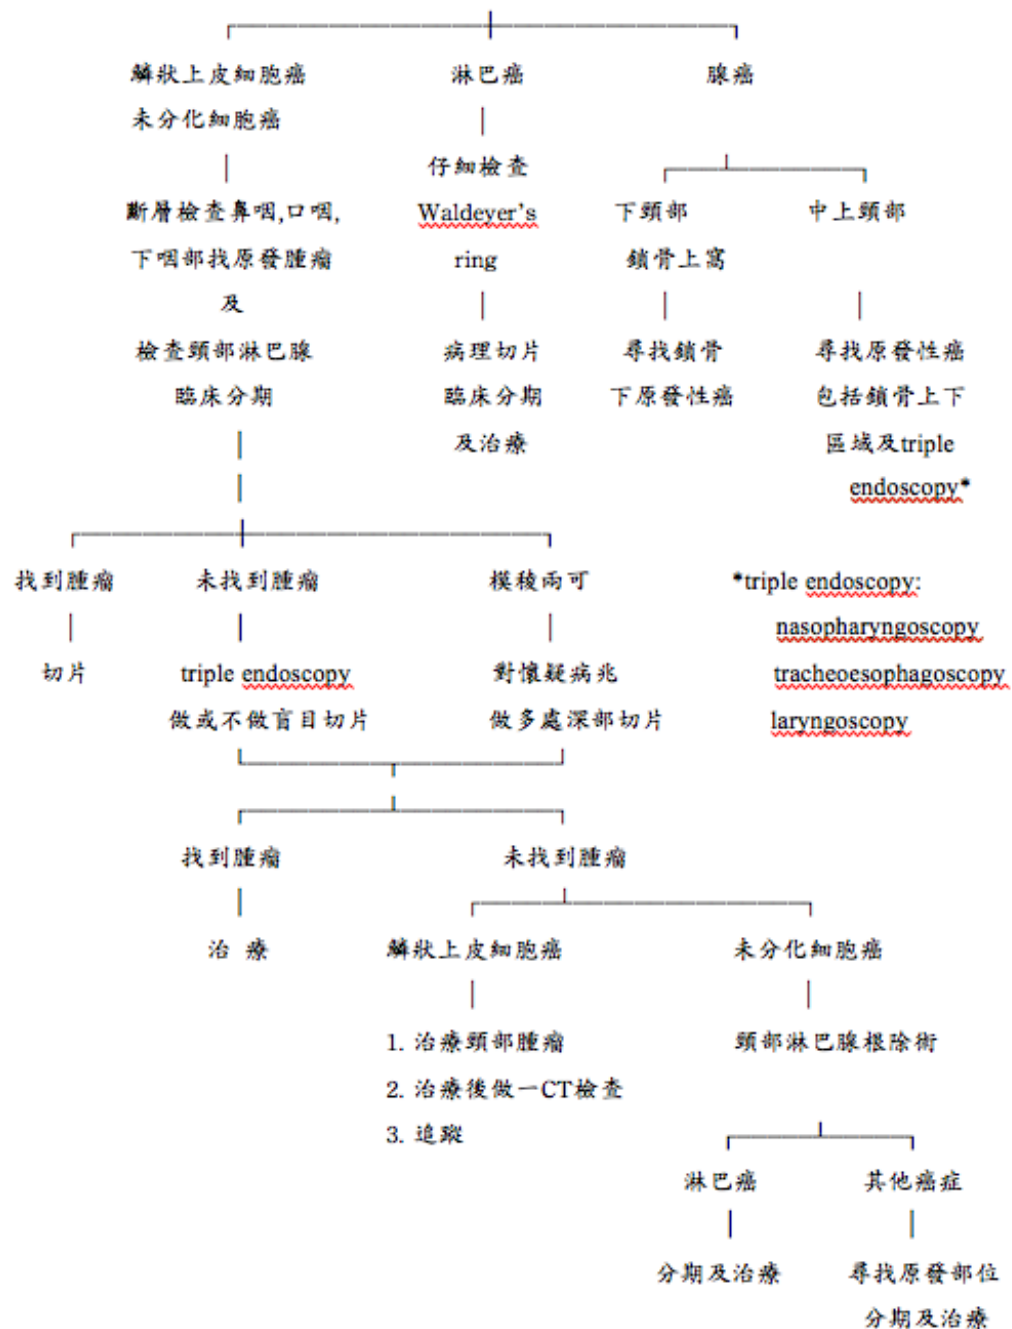 鱗狀上皮細胞癌 淋巴癌 腺癌
未分化細胞癌
仔細檢查
斷層檢查鼻咽,口咽, Waldeyer’s 下頸部 中上頸部
下咽部找原發腫瘤 ring 鎖骨上窩
及
檢查頸部淋巴腺 病理切片 尋找鎖骨 尋找原發性癌
臨床分期 臨床分期 下原發性癌 包括鎖骨上下
及治療 區域及triple
endoscopy*
找到腫瘤 未找到腫瘤 模稜兩可 *triple endoscopy:
nasopharyngoscopy
切片 triple endoscopy 對懷疑病兆 tracheoesophagoscopy
做或不做盲目切片 做多處深部切片 laryngoscopy
找到腫瘤 未找到腫瘤
治 療 鱗狀上皮細胞癌 未分化細胞癌
1. 治療頸部腫瘤 頸部淋巴腺根除術
2. 治療後做一CT檢查
3. 追蹤
淋巴癌 其他癌症
分期及治療 尋找原發部位
分期及治療